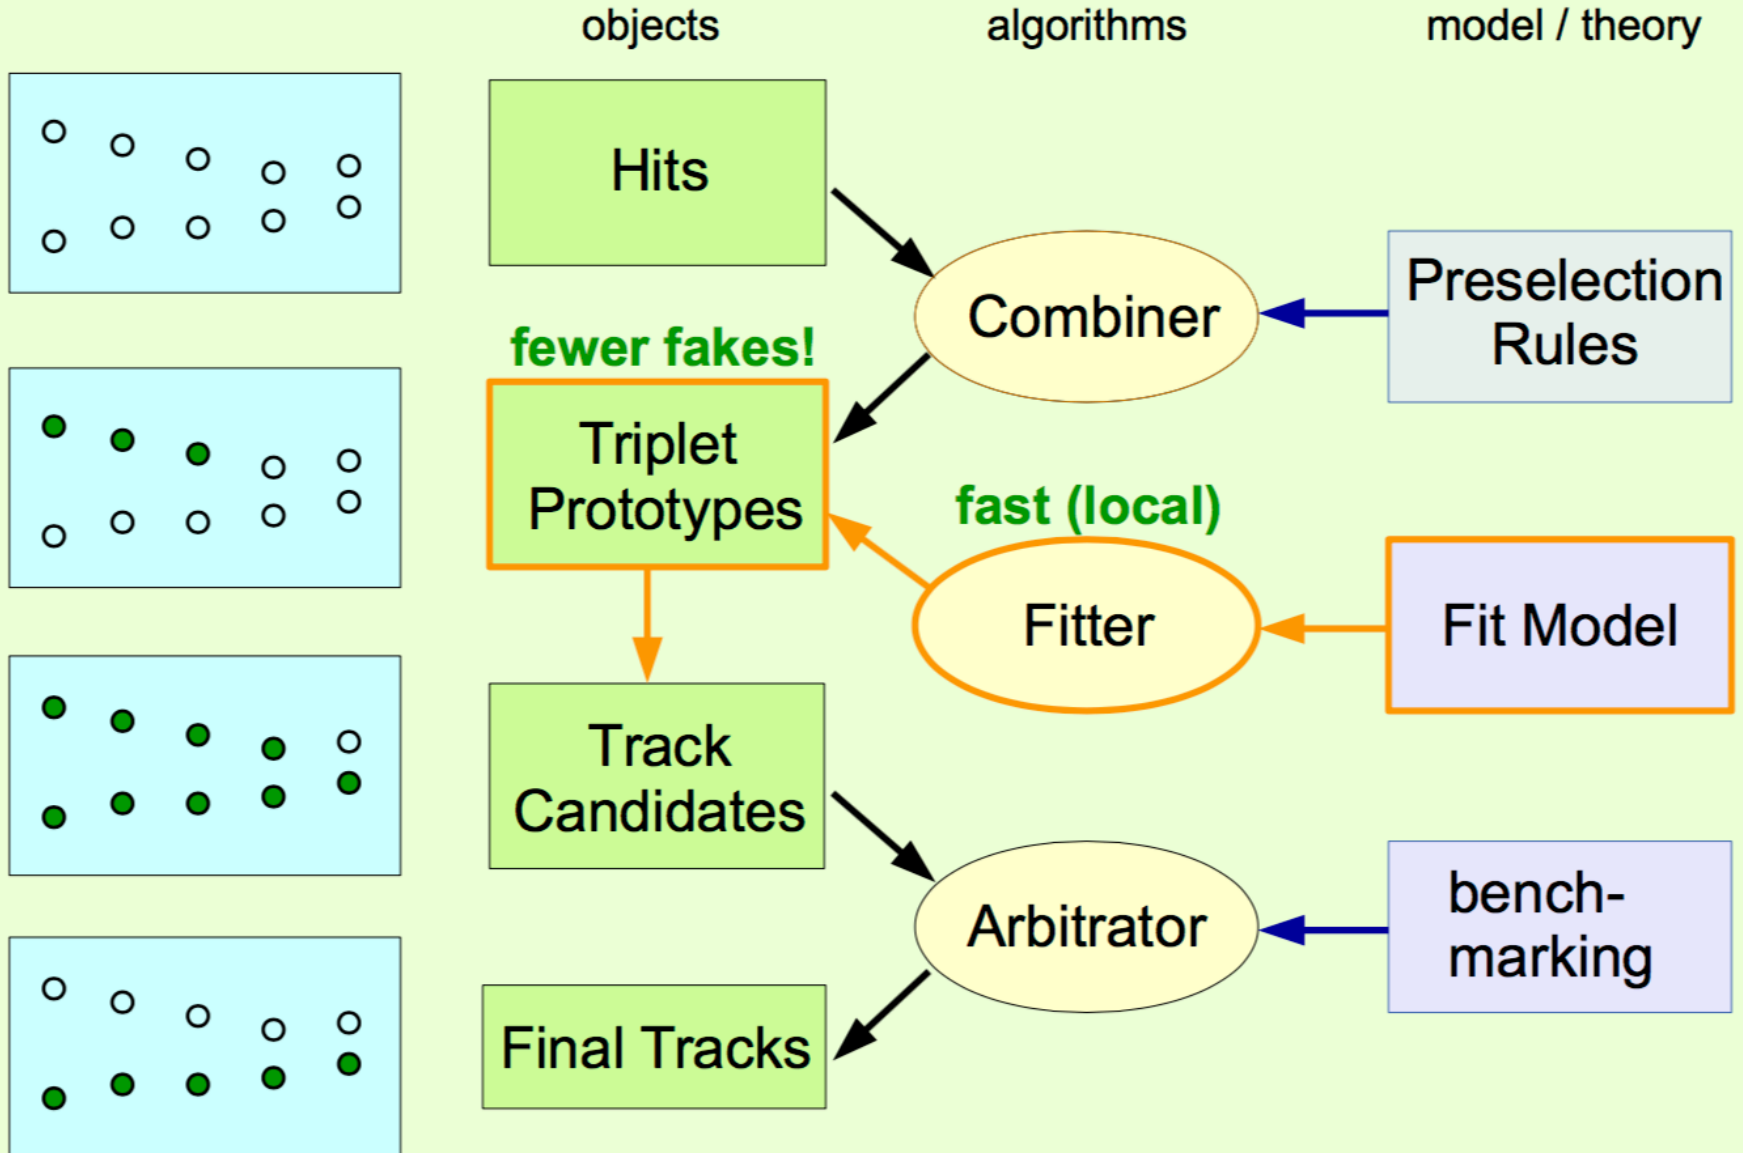 objects
algorithms
model / theory
Hits
Combiner
Preselection
Rules
fewer fakes!
Triplet
Prototypes
fast (local)
Fitter
Fit Model
Track
Candidates
Arbitrator
bench-
marking
Final Tracks